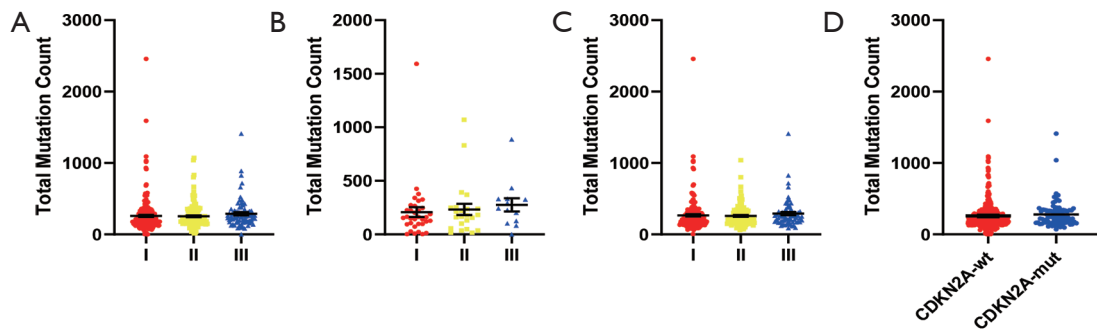 A
Total Mutation Count
3000
2000
1000
0
I II III
B
Total Mutation Count
2000
1500
1000
500
0
I II III
C
Total Mutation Count
3000
2000
1000
0
I II III
D
Total Mutation Count
3000
2000
1000
0
CDKN2A-wt
CDKN2A-mut